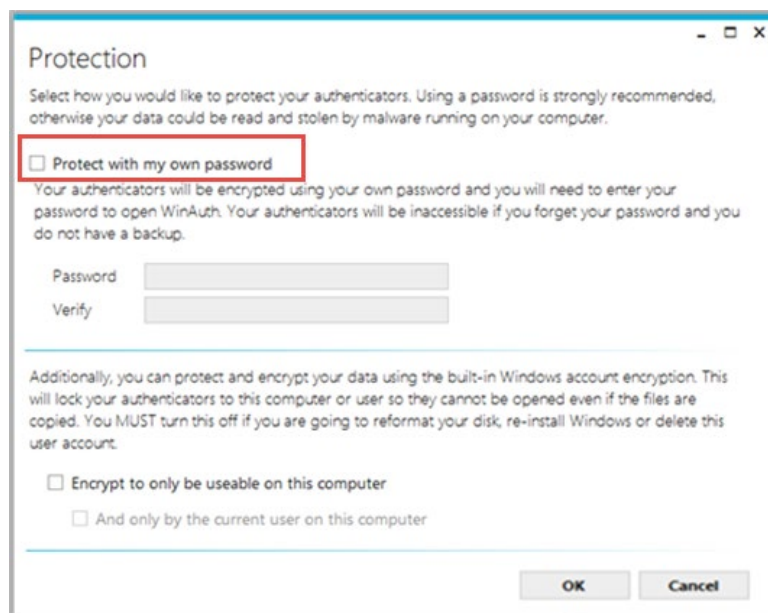 Protection
Select how you would like to protect your authenticators. Using a password is strongly recommended,
otherwise your data could be read and stolen by malware running on your computer.
Protect with my own password
Your authenticators will be encrypted using your own password and you will need to enter your
password to open WinAuth. Your authenticators will be inaccessible if you forget your password and you
do not have a backup.
Password
Verify
Additionally, you can protect and encrypt your data using the built-in Windows account encryption. This
will lock your authenticators to this computer or user so they cannot be opened even if the files are
copied. You MUST turn this off if you are going to reformat your disk, re-install Windows or delete this
user account.
Encrypt to only be useable on this computer
And only by the current user on this computer
OK Cancel